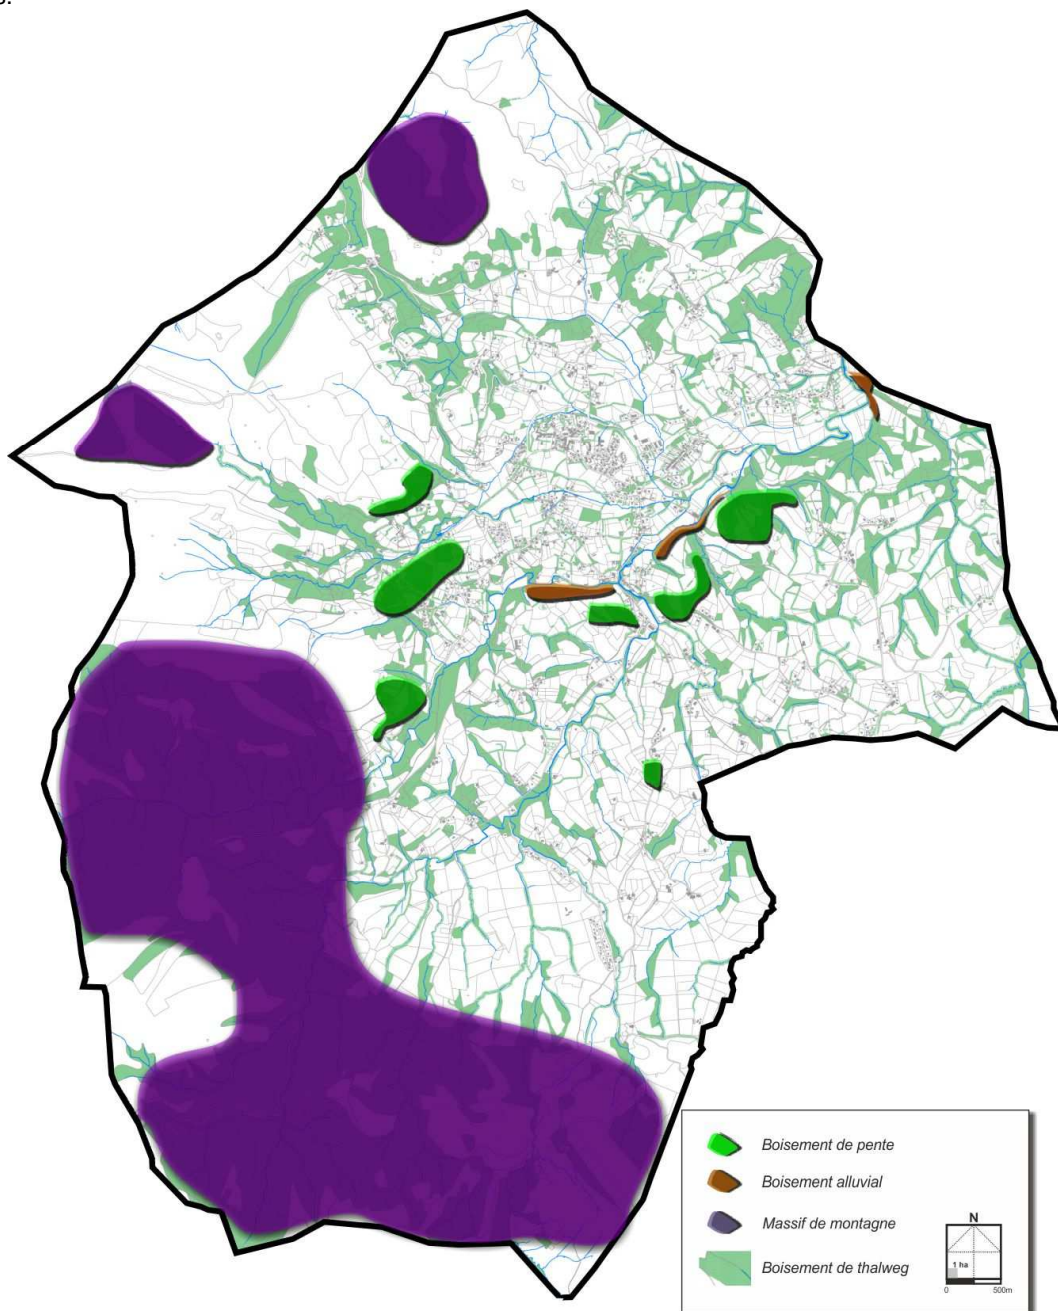 Boisement de pente
Boisement alluvial
Massif de montagne
Boisement de thalweg
N
1 ha
0 500m